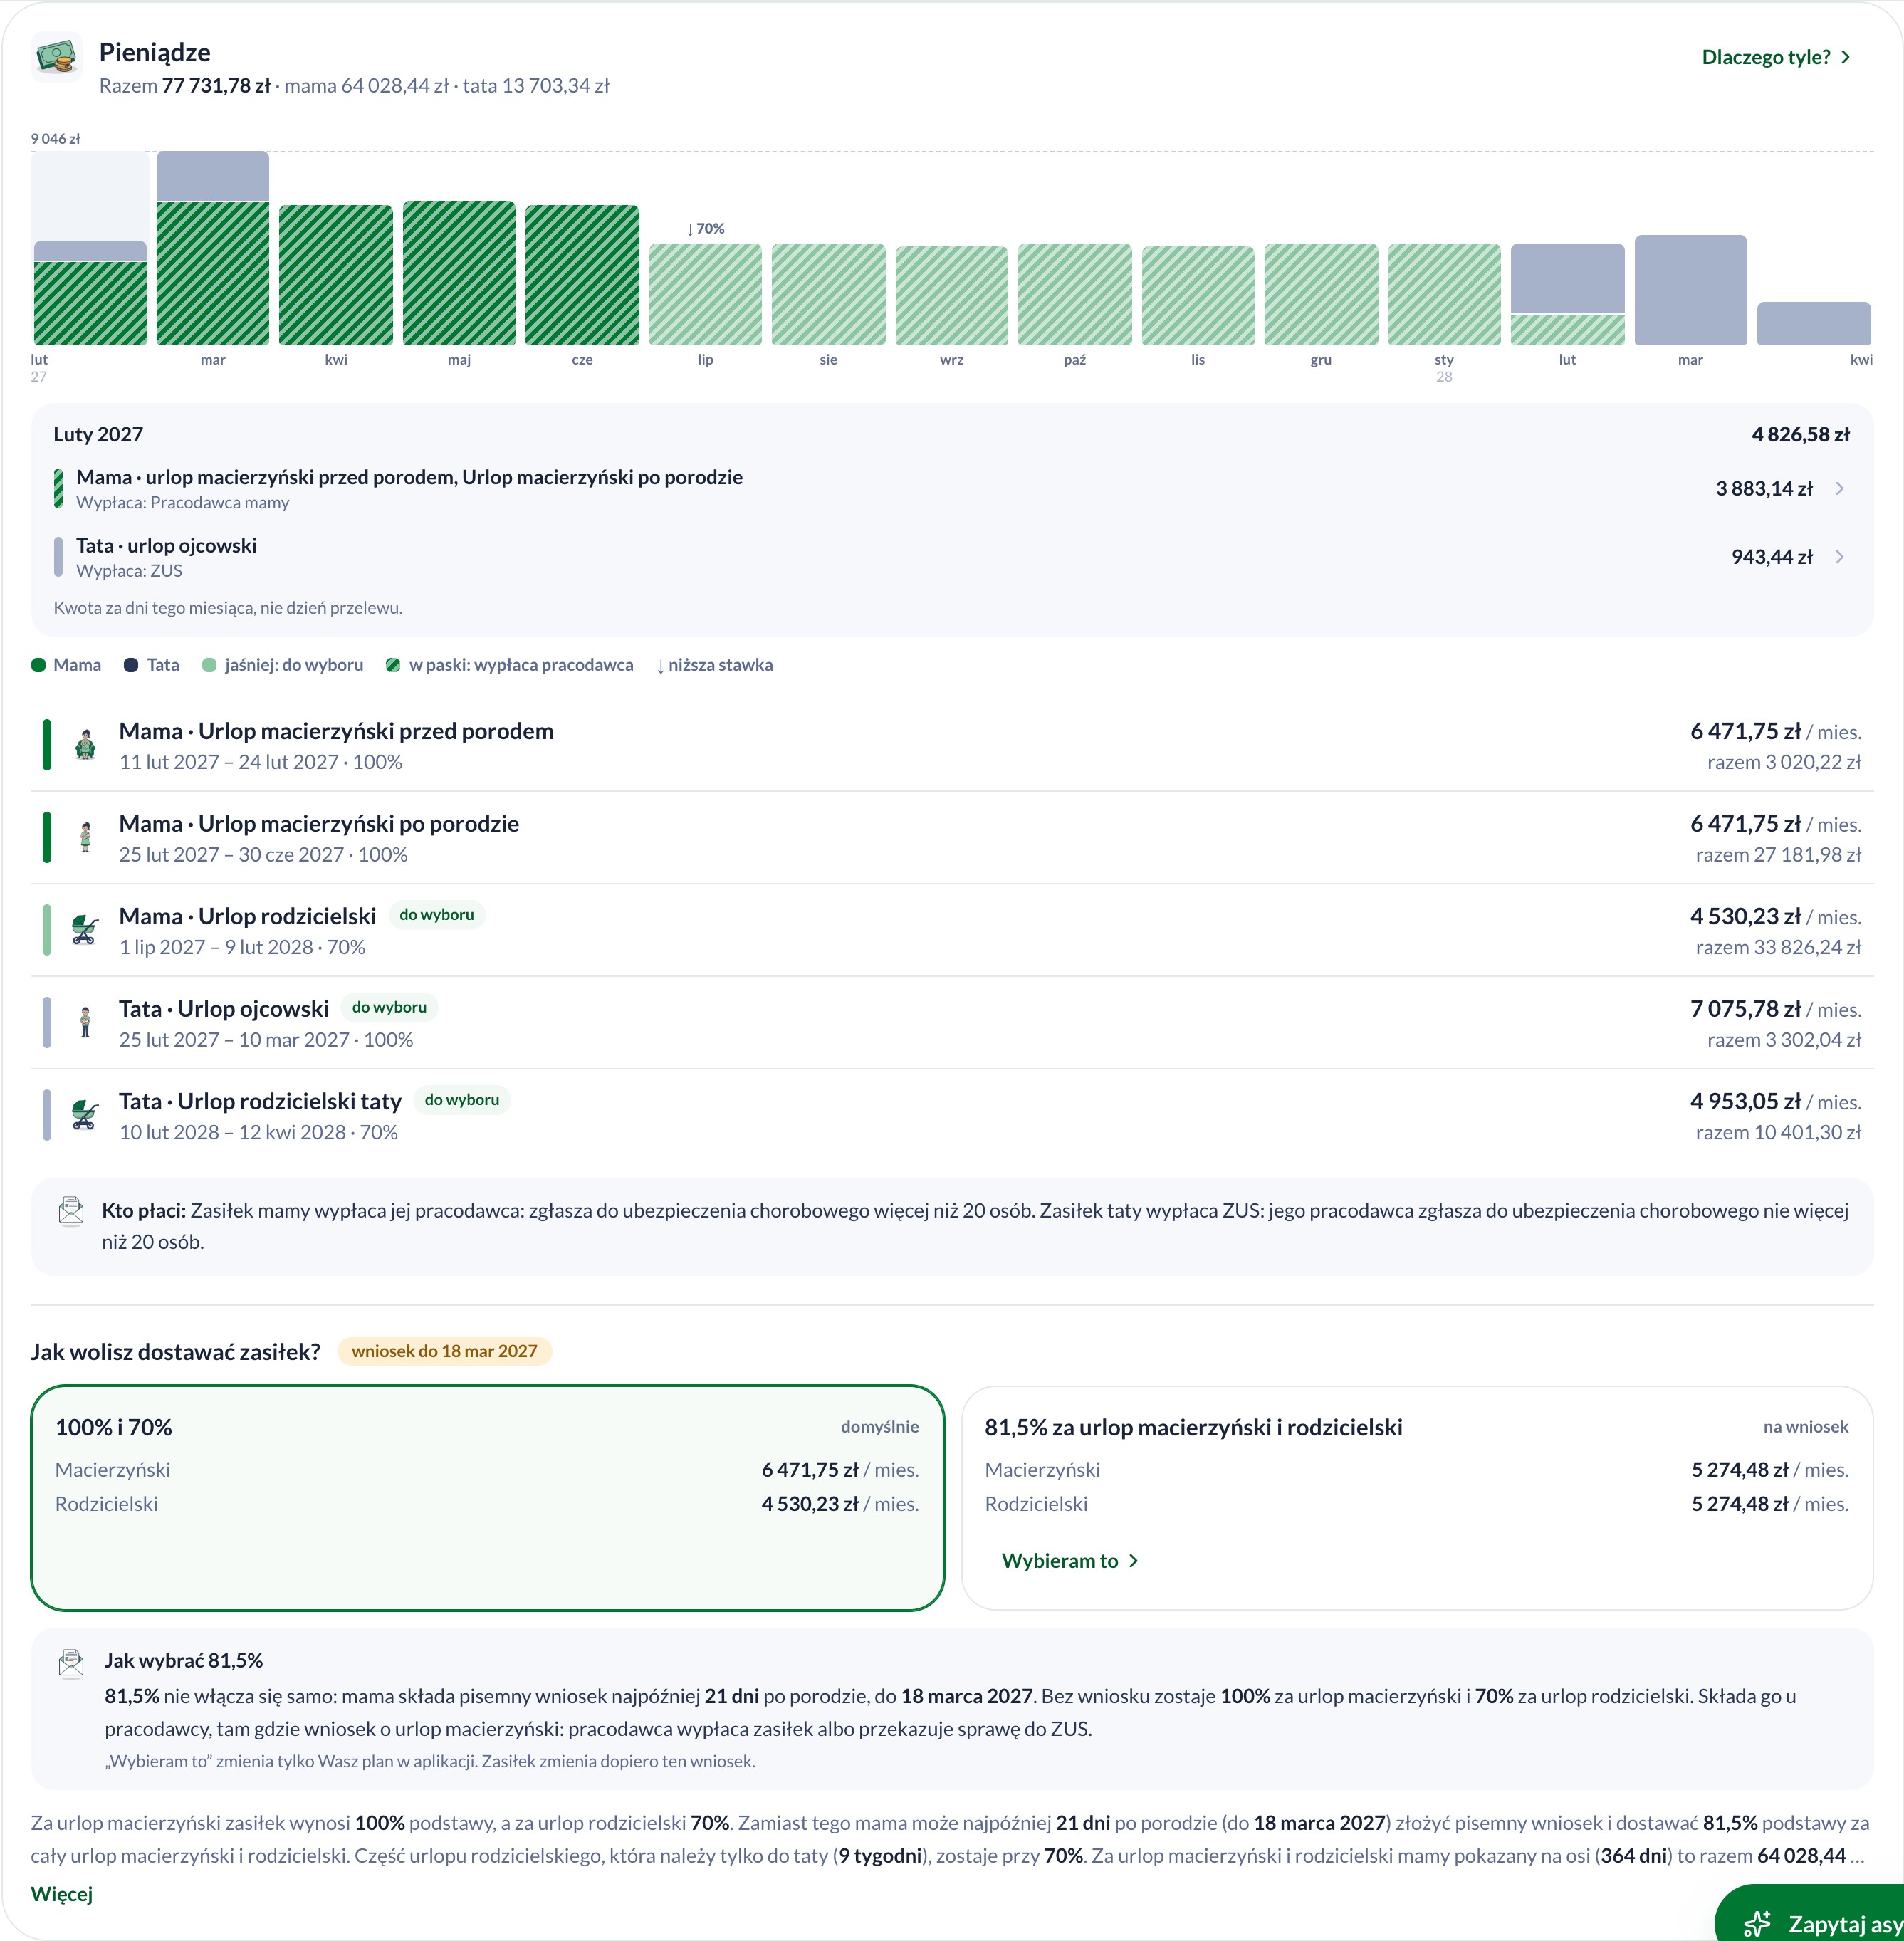 Pieniądze
Dlaczego tyle?
Razem 77 731,78 zł · mama 64 028,44 zł · tata 13 703,34 zł
9 046 zł
↓70%
lut mar kwi maj cze lip sie wrz paź lis gru sty lut mar kwi
27 28
Luty 2027 4 826,58 zł
Mama · urlop macierzyński przed porodem, Urlop macierzyński po porodzie
Wypłaca: Pracodawca mamy
3 883,14 zł
Tata · urlop ojcowski
Wypłaca: ZUS
943,44 zł
Kwota za dni tego miesiąca, nie dzień przelewu.
Mama Tata jaśniej: do wyboru w paski: wypłaca pracodawca ↓ niższa stawka
Mama · Urlop macierzyński przed porodem 6 471,75 zł / mies.
11 lut 2027 – 24 lut 2027 · 100% razem 3 020,22 zł
Mama · Urlop macierzyński po porodzie 6 471,75 zł / mies.
25 lut 2027 – 30 cze 2027 · 100% razem 27 181,98 zł
Mama · Urlop rodzicielski do wyboru 4 530,23 zł / mies.
1 lip 2027 – 9 lut 2028 · 70% razem 33 826,24 zł
Tata · Urlop ojcowski do wyboru 7 075,78 zł / mies.
25 lut 2027 – 10 mar 2027 · 100% razem 3 302,04 zł
Tata · Urlop rodzicielski taty do wyboru 4 953,05 zł / mies.
10 lut 2028 – 12 kwi 2028 · 70% razem 10 401,30 zł
Kto płaci: Zasiłek mamy wypłaca jej pracodawca: zgłasza do ubezpieczenia chorobowego więcej niż 20 osób. Zasiłek taty wypłaca ZUS: jego pracodawca zgłasza do ubezpieczenia chorobowego nie więcej
niż 20 osób.
Jak wolisz dostawać zasiłek? wniosek do 18 mar 2027
100% i 70% domyślnie
Macierzyński 6 471,75 zł / mies.
Rodzicielski 4 530,23 zł / mies.
81,5% za urlop macierzyński i rodzicielski na wniosek
Macierzyński 5 274,48 zł / mies.
Rodzicielski 5 274,48 zł / mies.
Wybieram to
Jak wybrać 81,5%
81,5% nie włącza się samo: mama składa pisemny wniosek najpóźniej 21 dni po porodzie, do 18 marca 2027. Bez wniosku zostaje 100% za urlop macierzyński i 70% za urlop rodzicielski. Składa go u
pracodawcy, tam gdzie wniosek o urlop macierzyński: pracodawca wypłaca zasiłek albo przekazuje sprawę do ZUS.
„Wybieram to” zmienia tylko Wasz plan w aplikacji. Zasiłek zmienia dopiero ten wniosek.
Za urlop macierzyński zasiłek wynosi 100% podstawy, a za urlop rodzicielski 70%. Zamiast tego mama może najpóźniej 21 dni po porodzie (do 18 marca 2027) złożyć pisemny wniosek i dostawać 81,5% podstawy za
cały urlop macierzyński i rodzicielski. Część urlopu rodzicielskiego, która należy tylko do taty (9 tygodni), zostaje przy 70%. Za urlop macierzyński i rodzicielski mamy pokazany na osi (364 dni) to razem 64 028,44 ...
Więcej
Zapytaj asy